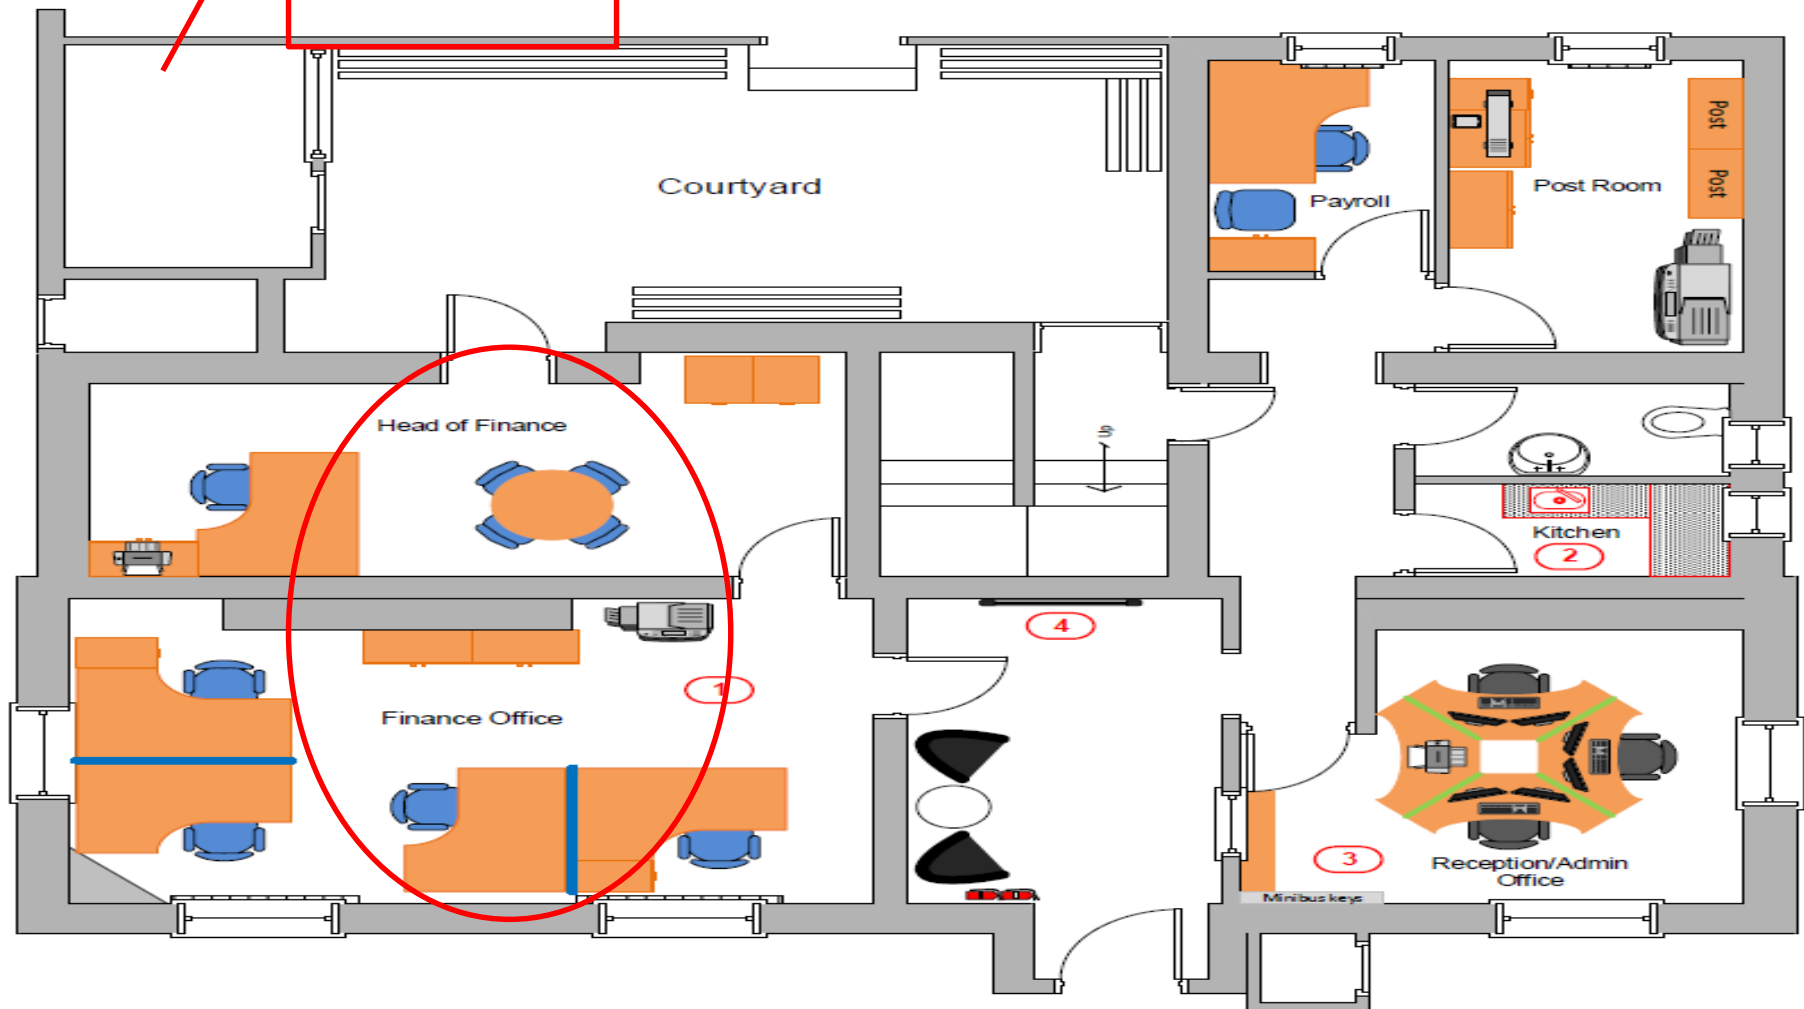 Courtyard
Payroll
Post Room
Post
Post
Head of Finance
Up
Kitchen
2
4
1
Finance Office
3
Reception/Admin
Office
Minibus keys